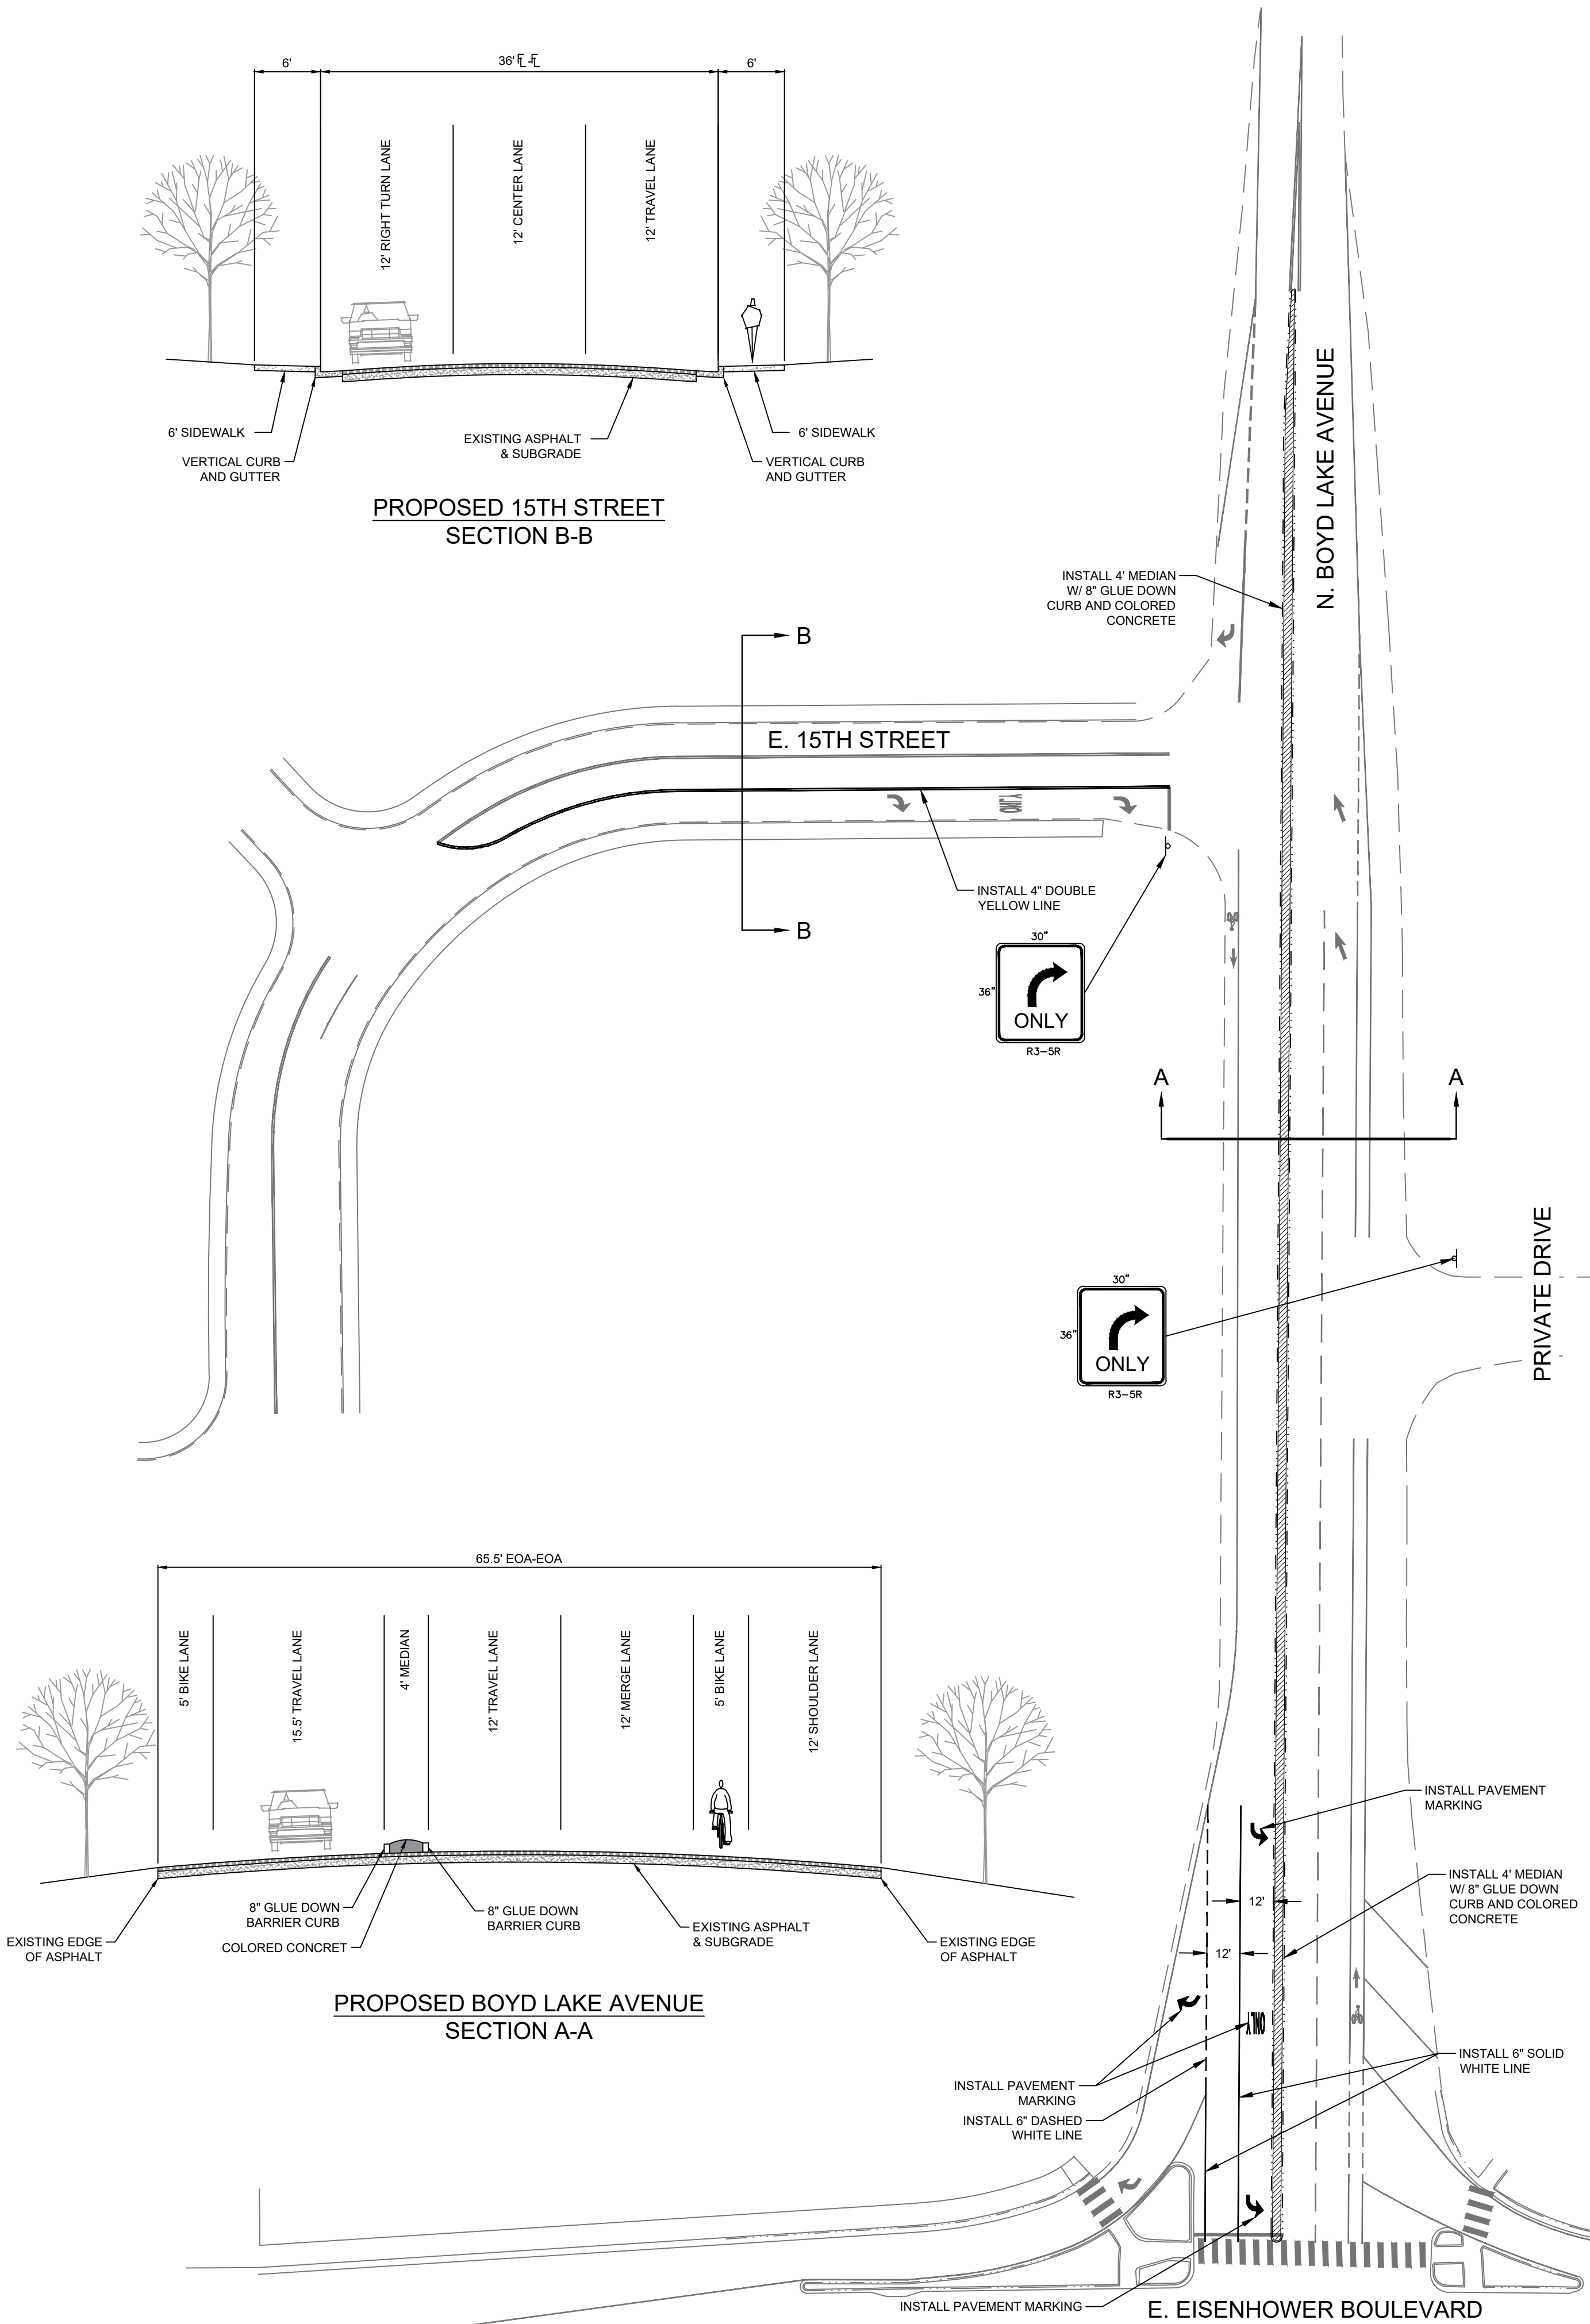 6'
36' FL-FL
6'
12' RIGHT TURN LANE
12' CENTER LANE
12' TRAVEL LANE
6' SIDEWALK
VERTICAL CURB
AND GUTTER
EXISTING ASPHALT
& SUBGRADE
6' SIDEWALK
VERTICAL CURB
AND GUTTER
PROPOSED 15TH STREET
SECTION B-B
N. BOYD LAKE AVENUE
INSTALL 4' MEDIAN
W/ 8" GLUE DOWN
CURB AND COLORED
CONCRETE
B
E. 15TH STREET
ONLY
INSTALL 4" DOUBLE
YELLOW LINE
B
30"
36"
ONLY
R3-5R
A
A
PRIVATE DRIVE
30"
36"
ONLY
R3-5R
65.5' EOA-EOA
5' BIKE LANE
15.5' TRAVEL LANE
4' MEDIAN
12' TRAVEL LANE
12' MERGE LANE
5' BIKE LANE
12' SHOULDER LANE
EXISTING EDGE
OF ASPHALT
8" GLUE DOWN
BARRIER CURB
COLORED CONCRET
8" GLUE DOWN
BARRIER CURB
EXISTING ASPHALT
& SUBGRADE
EXISTING EDGE
OF ASPHALT
PROPOSED BOYD LAKE AVENUE
SECTION A-A
INSTALL PAVEMENT
MARKING
INSTALL 4' MEDIAN
W/ 8" GLUE DOWN
CURB AND COLORED
CONCRETE
12'
12'
ONLY
INSTALL 6" SOLID
WHITE LINE
INSTALL PAVEMENT
MARKING
INSTALL 6" DASHED
WHITE LINE
INSTALL PAVEMENT MARKING
E. EISENHOWER BOULEVARD